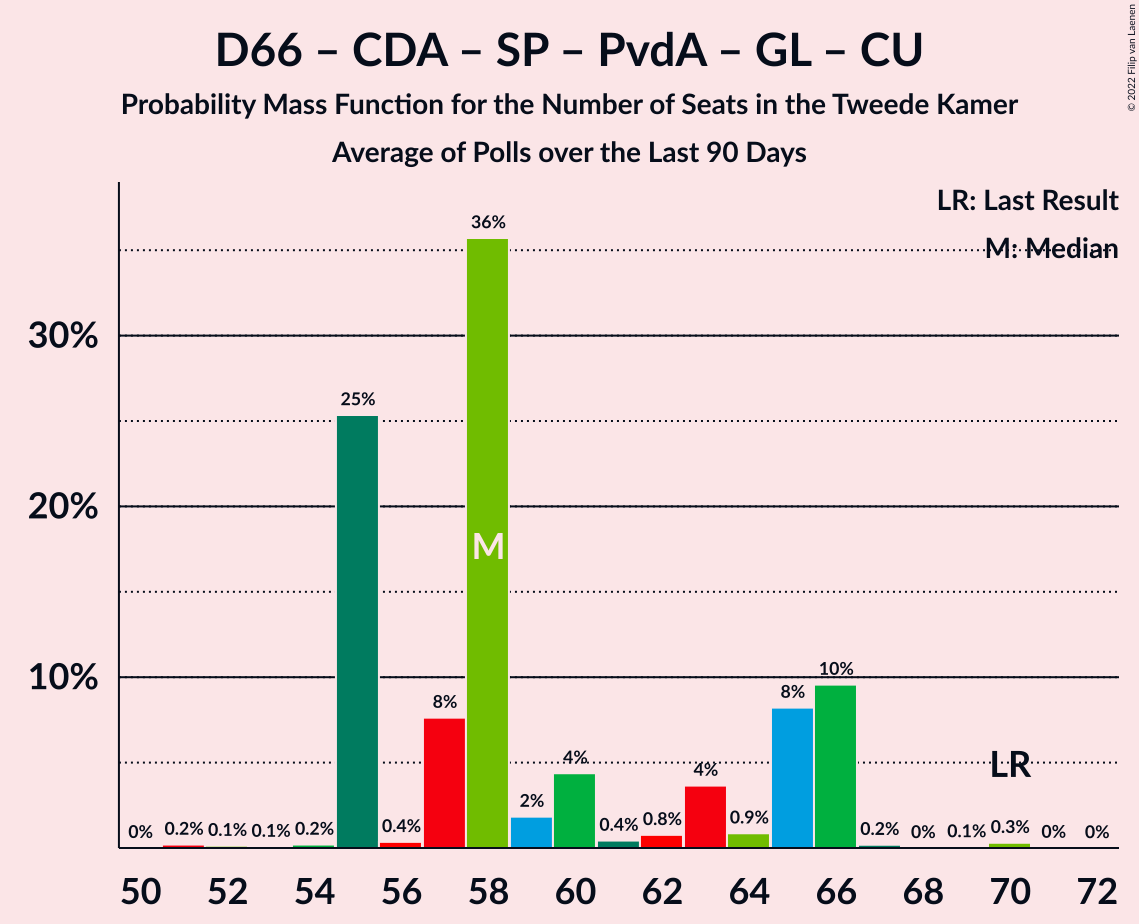 D66 – CDA – SP – PvdA – GL – CU
Probability Mass Function for the Number of Seats in the Tweede Kamer
Average of Polls over the Last 90 Days
© 2022 Filip van Laenen
LR: Last Result
M: Median
30%
20%
10%
0%
0.2%
0.1%
0.1%
0.2%
25%
0.4%
8%
36%
M
2%
4%
0.4%
0.8%
4%
0.9%
8%
10%
0.2%
0%
0.1%
0.3%
LR
0%
0%
50 52 54 56 58 60 62 64 66 68 70 72